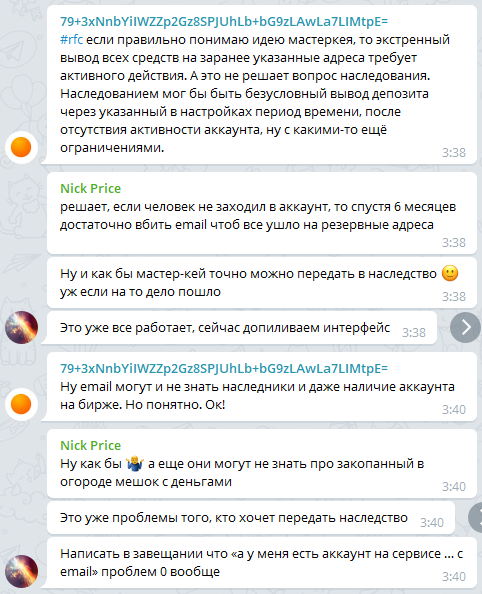 79+3xNnbYiIWZZp2Gz8SPJUhLb+bG9zLAwLa7LIMtpE=
#rfc если правильно понимаю идею мастеркея, то экстренный
вывод всех средств на заранее указанные адреса требует
активного действия. А это не решает вопрос наследования.
Наследованием мог бы быть безусловный вывод депозита
через указанный в настройках период времени, после
отсутствия активности аккаунта, ну с какими-то ещё
ограничениями.
3:38
Nick Price
решает, если человек не заходил в аккаунт, то спустя 6 месяцев
достаточно вбить email чтоб все ушло на резервные адреса
3:38
Ну и как бы мастер-кей точно можно передать в наследство 🙂
уж если на то дело пошло
3:38
Это уже все работает, сейчас допиливаем интерфейс 3:38
79+3xNnbYiIWZZp2Gz8SPJUhLb+bG9zLAwLa7LIMtpE=
Ну email могут и не знать наследники и даже наличие аккаунта
на бирже. Но понятно. Ок!
3:40
Nick Price
Ну как бы 🤷‍♂️ а еще они могут не знать про закопанный в
огороде мешок с деньгами
3:40
Это уже проблемы того, кто хочет передать наследство 3:40
Написать в завещании что «а у меня есть аккаунт на сервисе ... с
email» проблем 0 вообще
3:40